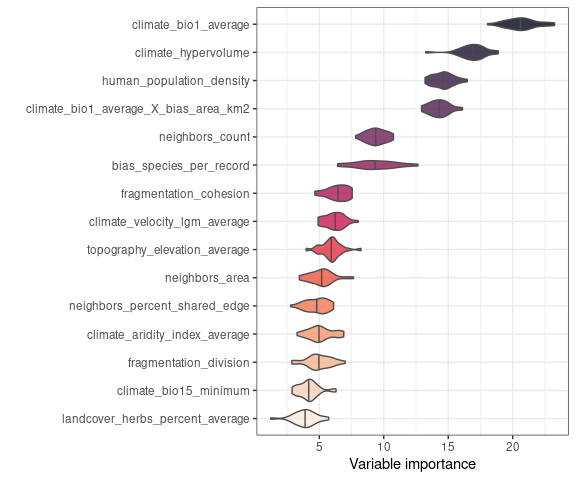 climate_bio1_average
climate_hypervolume
human_population_density
climate_bio1_average_X_bias_area_km2
neighbors_count
bias_species_per_record
fragmentation_cohesion
climate_velocity_lgm_average
topography_elevation_average
neighbors_area
neighbors_percent_shared_edge
climate_aridity_index_average
fragmentation_division
climate_bio15_minimum
landcover_herbs_percent_average
5 10 15 20
Variable importance